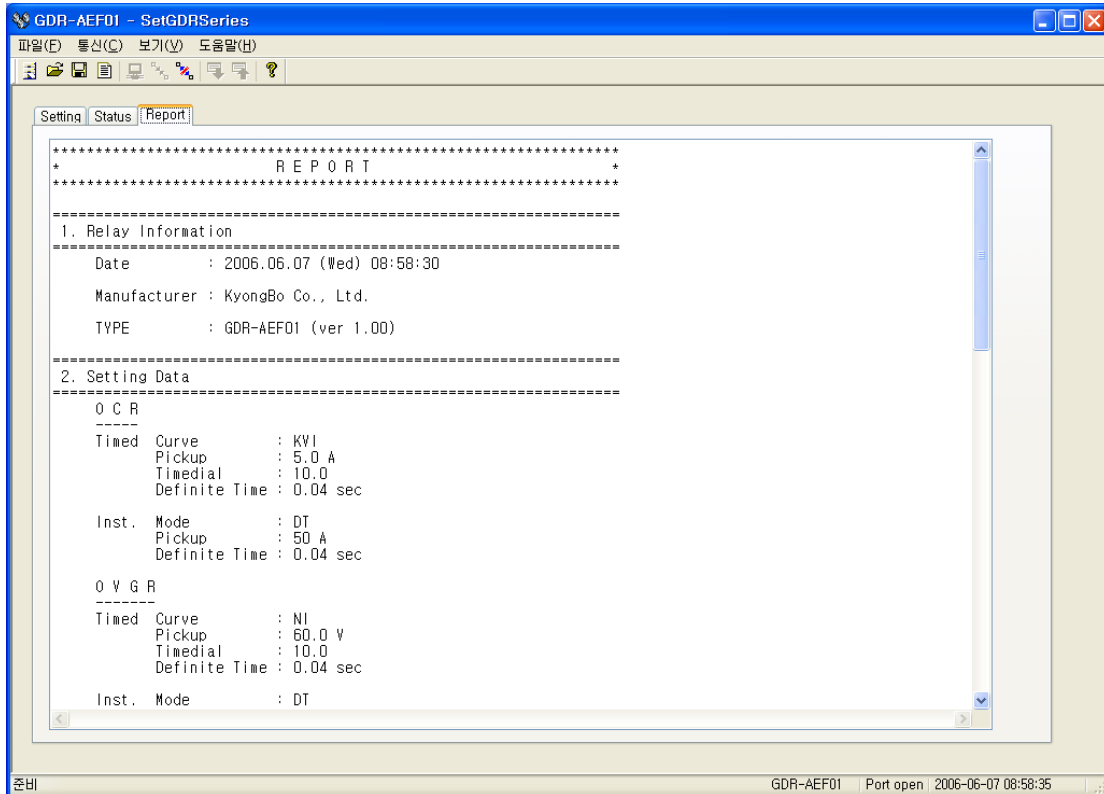 GDR-AEF01 - SetGDRSeries
파일(F) 통신(C) 보기(V) 도움말(H)
Setting Status Report
******************************************************************
* R E P O R T *
******************************************************************
==================================================================
1. Relay Information
==================================================================
Date : 2006.06.07 (Wed) 08:58:30
Manufacturer : KyongBo Co., Ltd.
TYPE : GDR-AEF01 (ver 1.00)
==================================================================
2. Setting Data
==================================================================
O C R
-----
Timed Curve : KVI
Pickup : 5.0 A
Timedial : 10.0
Definite Time : 0.04 sec
Inst. Mode : DT
Pickup : 50 A
Definite Time : 0.04 sec
O V G R
-------
Timed Curve : NI
Pickup : 60.0 V
Timedial : 10.0
Definite Time : 0.04 sec
Inst. Mode : DT
준비 GDR-AEF01 Port open 2006-06-07 08:58:35